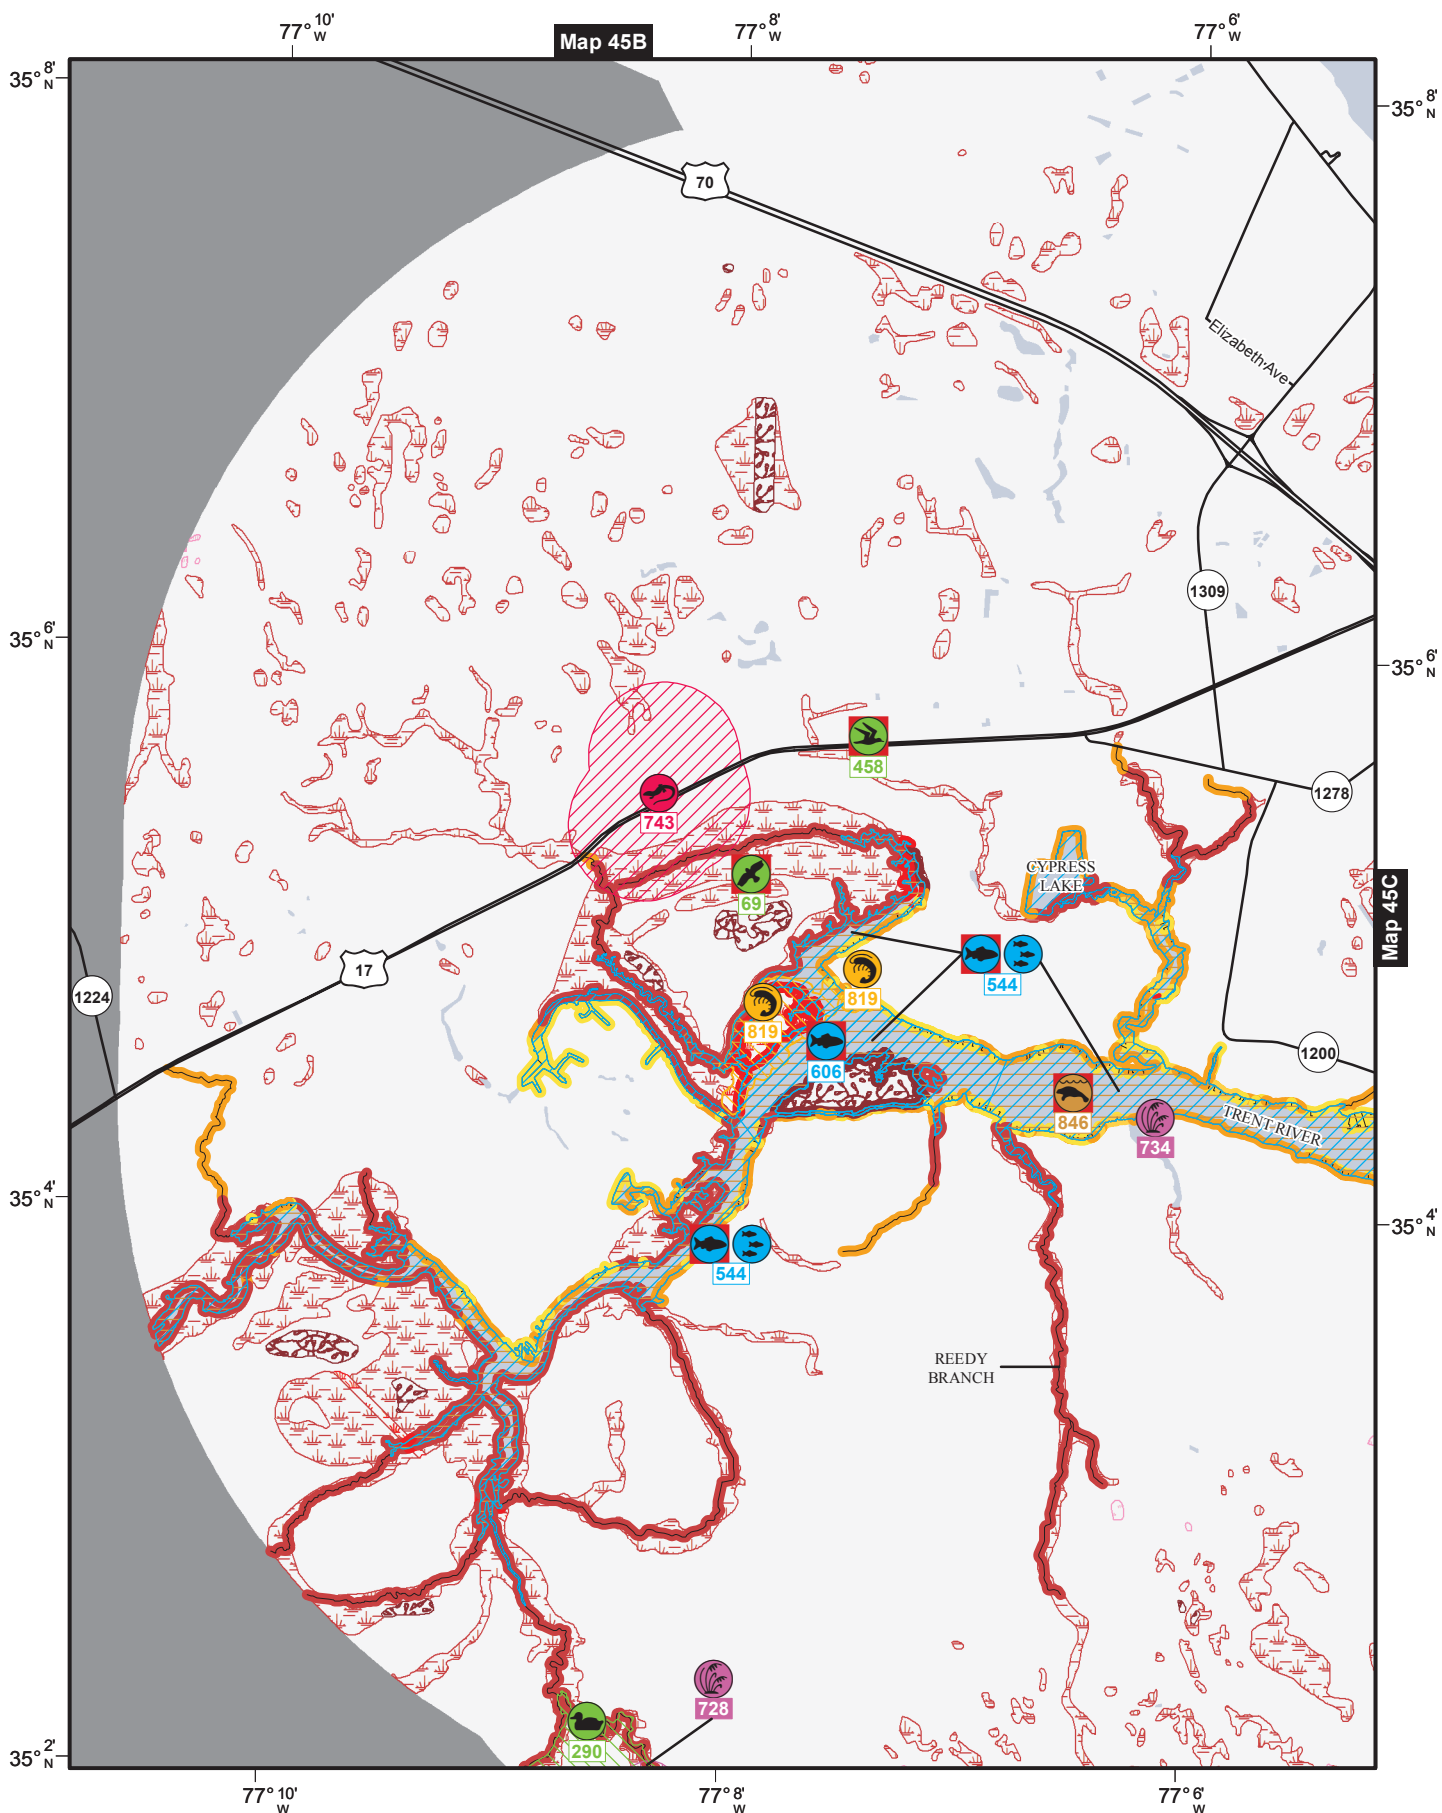 77° 10' W
Map 45B
77° 8' W
77° 6' W
35° 8' N
35° 8' N
70
Elizabeth Ave
1309
35° 6' N
35° 6' N
458
743
1278
CYPRESS
LAKE
69
Map 45C
17
544
819
1224
819
606
1200
846
TRENT RIVER
734
35° 4' N
35° 4' N
544
REEDY
BRANCH
728
290
35° 2' N
77° 10' W
77° 8' W
77° 6' W